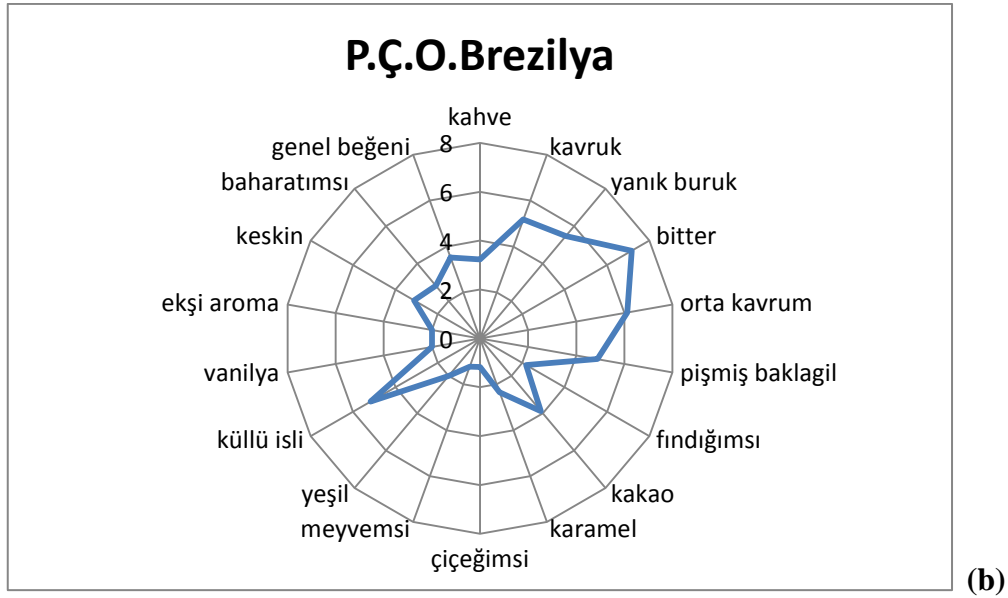 P.Ç.O.Brezilya
kahve
kavruk
yanık buruk
bitter
orta kavrum
pişmiş baklagil
fındığımsı
kakao
karamel
çiçeğimsi
meyvemsi
yeşil
küllü isli
vanilya
ekşi aroma
keskin
baharatımsı
genel beğeni
8
6
4
2
0
(b)